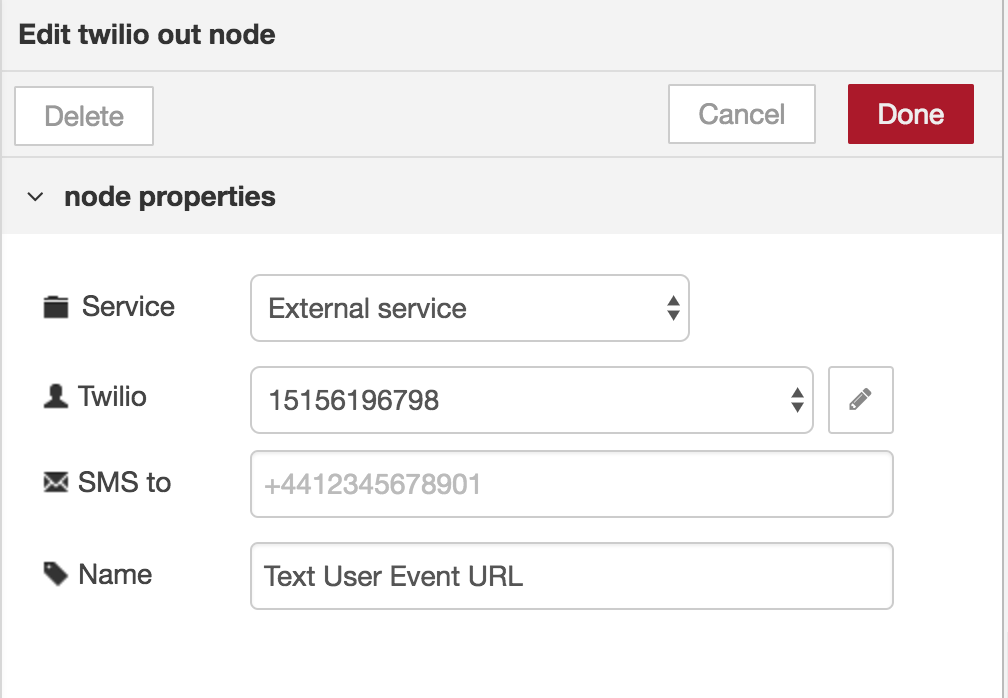 Edit twilio out node
Delete
Cancel
Done
node properties
Service
External service
Twilio
15156196798
SMS to
+4412345678901
Name
Text User Event URL